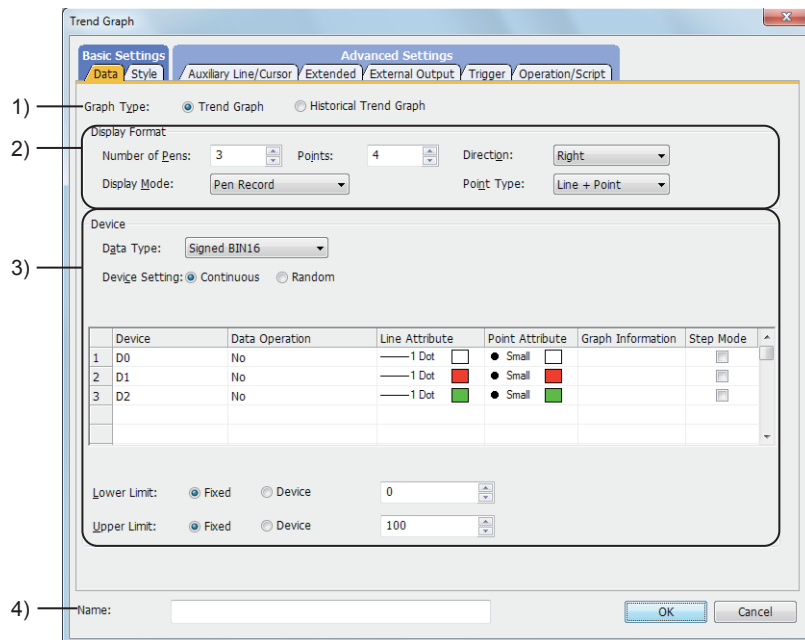 Trend Graph
Basic Settings
Advanced Settings
Data
Style
Auxiliary Line/Cursor
Extended
External Output
Trigger
Operation/Script
1)
Graph Type:
Trend Graph
Historical Trend Graph
2)
Display Format
Number of Pens:
3
Points:
4
Direction:
Right
Display Mode:
Pen Record
Point Type:
Line + Point
3)
Device
Data Type:
Signed BIN16
Device Setting:
Continuous
Random
Device
Data Operation
Line Attribute
Point Attribute
Graph Information
Step Mode
1
D0
No
1 Dot
Small
2
D1
No
1 Dot
Small
3
D2
No
1 Dot
Small
Lower Limit:
Fixed
Device
0
Upper Limit:
Fixed
Device
100
4)
Name:
OK
Cancel